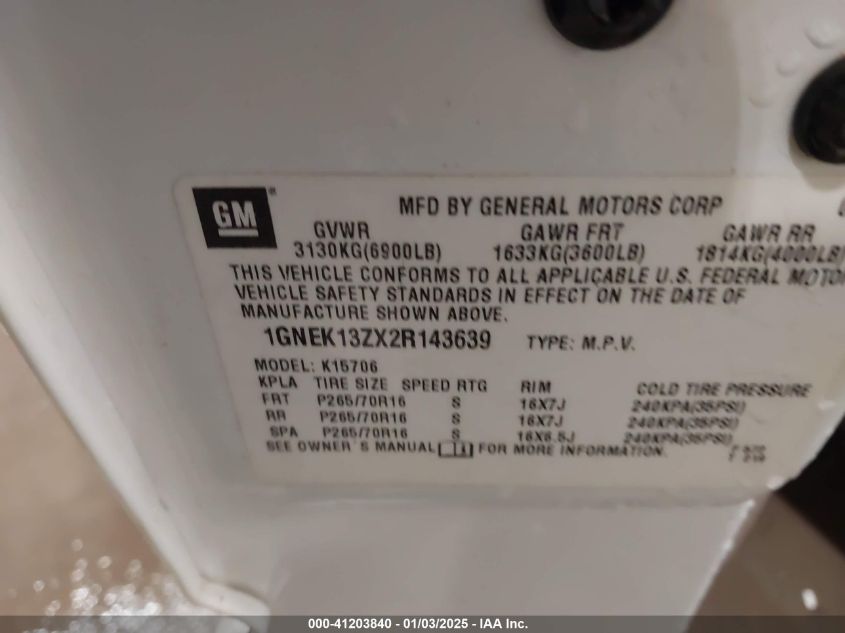 GM®
MFD BY GENERAL MOTORS CORP
GVWR GAWR FRT GAWR RR
3130KG(6900LB) 1633KG(3600LB) 1814KG(4000LB)
THIS VEHICLE CONFORMS TO ALL APPLICABLE U.S. FEDERAL MOTOR
VEHICLE SAFETY STANDARDS IN EFFECT ON THE DATE OF
MANUFACTURE SHOWN ABOVE.
1GNEK13ZX2R143639 TYPE: M.P.V.
MODEL: K15706
KPLA TIRE SIZE SPEED RTG RIM COLD TIRE PRESSURE
FRT P265/70R16 S 16X7J 240KPA(35PSI)
RR P265/70R16 S 16X7J 240KPA(35PSI)
SPA P265/70R16 S 16X6.5J 240KPA(35PSI)
SEE OWNER'S MANUAL FOR MORE INFORMATION.
000-41203840 - 01/03/2025 - IAA Inc.